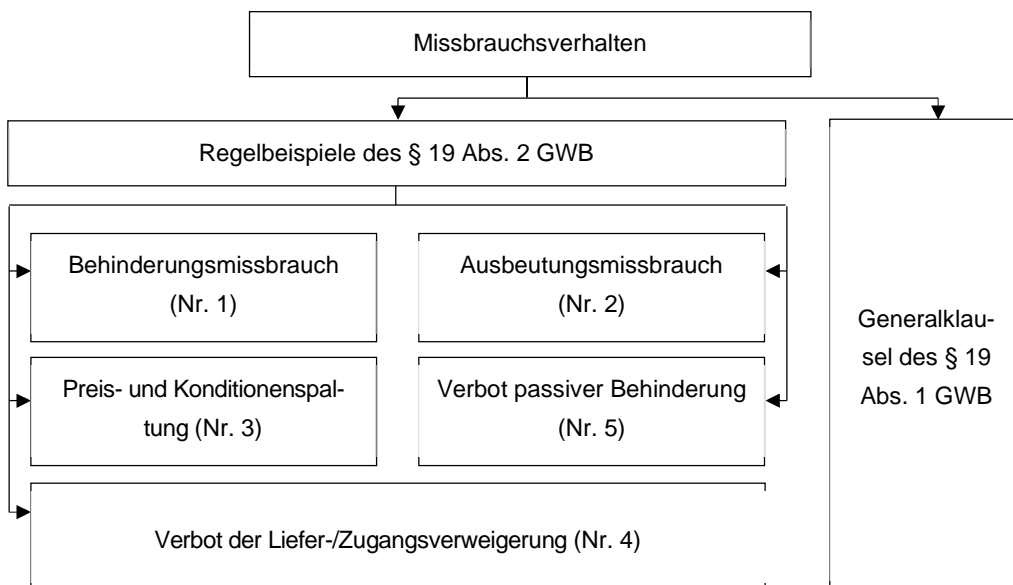 Missbrauchsverhalten
Regelbeispiele des § 19 Abs. 2 GWB
Behinderungsmissbrauch
(Nr. 1)
Ausbeutungsmissbrauch
(Nr. 2)
Preis- und Konditionenspal-
tung (Nr. 3)
Verbot passiver Behinderung
(Nr. 5)
Verbot der Liefer-/Zugangsverweigerung (Nr. 4)
Generalklau-
sel des § 19
Abs. 1 GWB